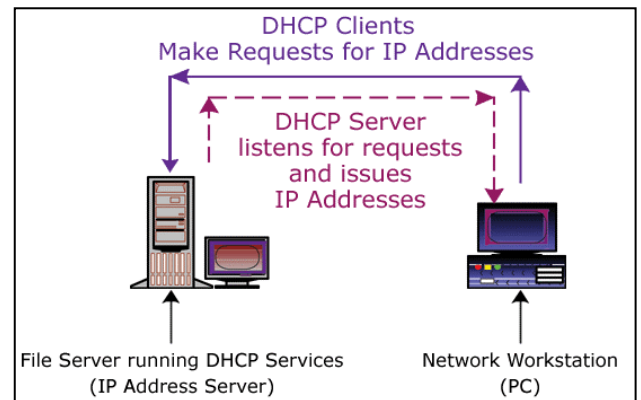 DHCP Clients
Make Requests for IP Addresses
DHCP Server
listens for requests
and issues
IP Addresses
File Server running DHCP Services
(IP Address Server)
Network Workstation
(PC)